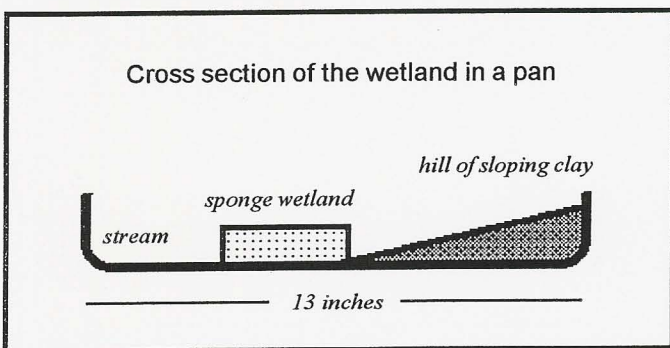 Cross section of the wetland in a pan
hill of sloping clay
sponge wetland
stream
13 inches